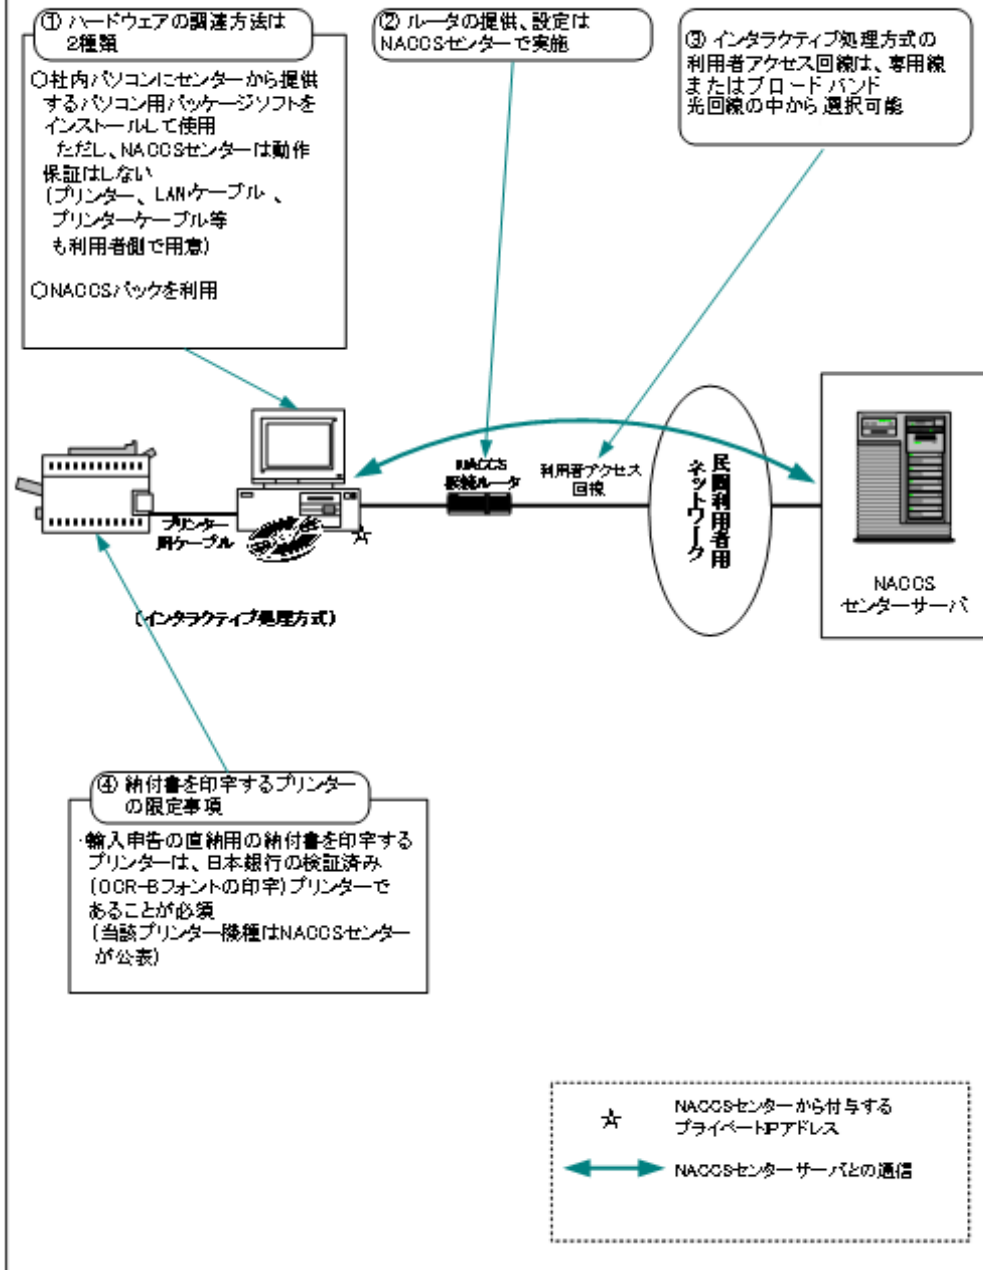 ① ハードウェアの調達方法は
2種類
○社内パソコンにセンターから提供
するパソコン用パッケージソフトを
インストールして使用
ただし、NACCSセンターは動作
保証はしない
(プリンター、LANケーブル 、
プリンターケーブル等
も利用者側で用意)
○NACCSパックを利用
② ルータの提供、設定は
NACCSセンターで実施
③ インタラクティブ処理方式の
利用者アクセス回線は、専用線
またはブロードバンド
光回線の中から選択可能
プリンター
用ケーブル
NACCS
接続ルータ
利用者アクセス
回線
民間利用者用
ネットワーク
NACCS
センターサーバ
(インタラクティブ処理方式)
④ 納付書を印字するプリンター
の限定事項
・輸入申告の直納用の納付書を印字する
プリンターは、日本銀行の検証済み
(OCR-Bフォントの印字)プリンターで
あることが必須
(当該プリンター機種はNACCSセンター
が公表)
☆ NACCSセンターから付与する
プライベートIPアドレス
NACCSセンターサーバとの通信